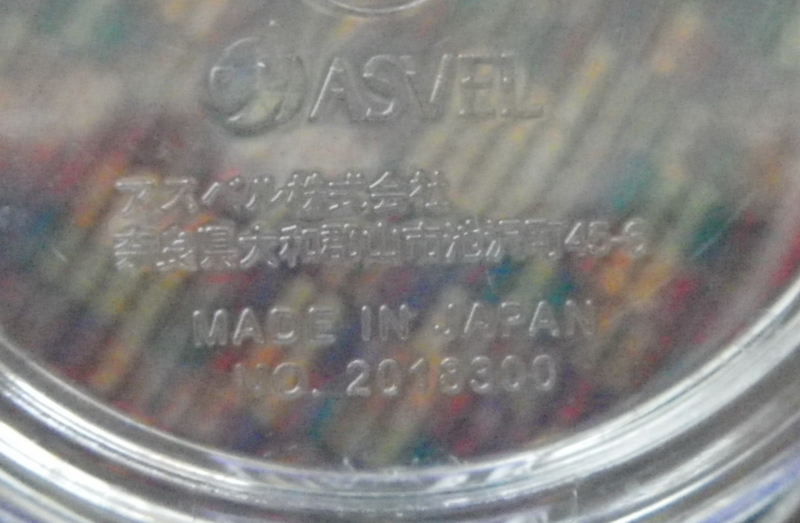 ASVEL
アスベル株式会社
奈良県大和郡山市池沢町45-6
MADE IN JAPAN
NO. 2018300